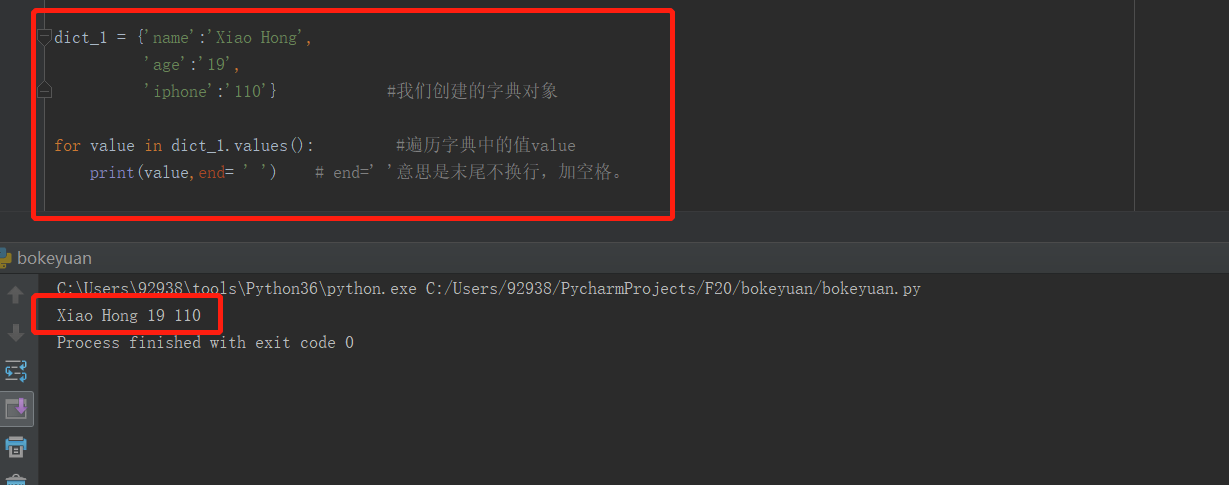 dict_1 = {'name':'Xiao Hong',
'age':'19',
'iphone':'110'} #我们创建的字典对象
for value in dict_1.values(): #遍历字典中的值value
print(value,end= ' ') # end=' '意思是末尾不换行，加空格。
bokeyuan
C:\Users\92938\tools\Python36\python.exe C:/Users/92938/PycharmProjects/F20/bokeyuan/bokeyuan.py
Xiao Hong 19 110
Process finished with exit code 0